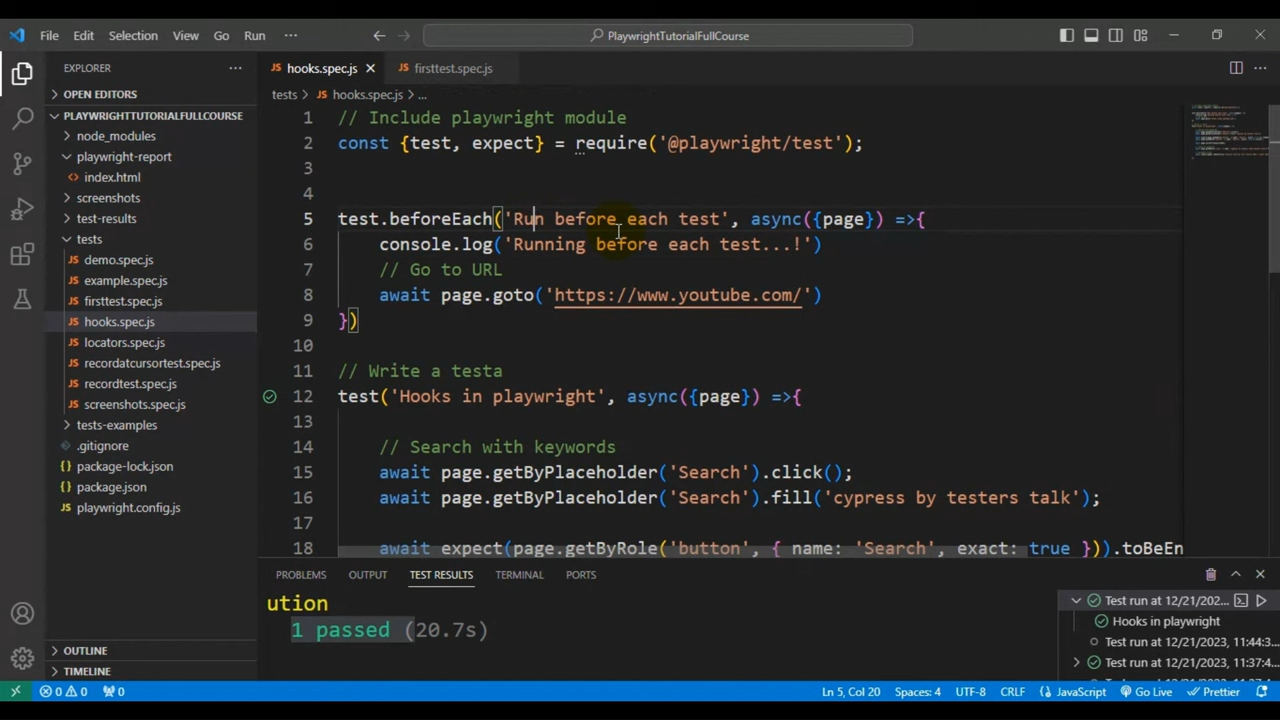 File Edit Selection View Go Run ··· PlaywrightTutorialFullCourse
EXPLORER ···
OPEN EDITORS
PLAYWRIGHTTUTORIALFULLCOURSE
node_modules
playwright-report
index.html
screenshots
test-results
tests
demo.spec.js
example.spec.js
firsttest.spec.js
hooks.spec.js
locators.spec.js
recordatcursortest.spec.js
recordtest.spec.js
screenshots.spec.js
tests-examples
.gitignore
package-lock.json
package.json
playwright.config.js
OUTLINE
TIMELINE
hooks.spec.js firsttest.spec.js
tests > JS hooks.spec.js > ...
1 // Include playwright module
2 const {test, expect} = require('@playwright/test');
3
4
5 test.beforeEach('Run before each test', async({page}) =>{
6 console.log('Running before each test...!')
7 // Go to URL
8 await page.goto('https://www.youtube.com/')
9 })
10
11 // Write a testa
12 test('Hooks in playwright', async({page}) =>{
13
14 // Search with keywords
15 await page.getByPlaceholder('Search').click();
16 await page.getByPlaceholder('Search').fill('cypress by testers talk');
17
18 await expect(page.getByRole('button', { name: 'Search', exact: true })).toBeEn
PROBLEMS OUTPUT TEST RESULTS TERMINAL PORTS
ution
1 passed (20.7s)
Test run at 12/21/202...
Hooks in playwright
Test run at 12/21/2023, 11:44:3...
Test run at 12/21/2023, 11:37:4...
0 0 0 Ln 5, Col 20 Spaces: 4 UTF-8 CRLF JavaScript Go Live Prettier